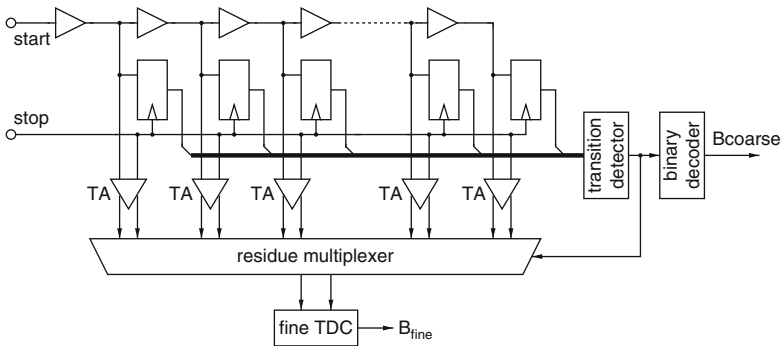 start
stop
TA
TA
TA
TA
TA
transition detector
binary decoder
Bcoarse
residue multiplexer
fine TDC
Bfine